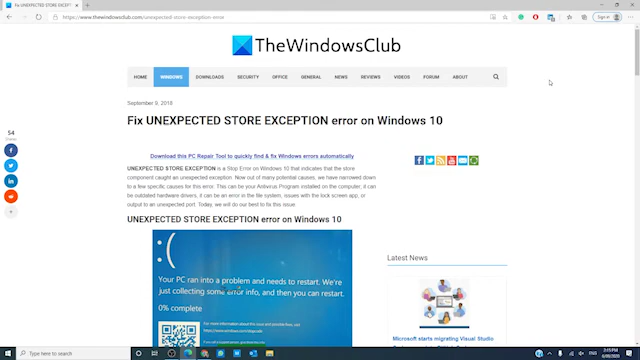 Fix UNEXPECTED STORE EXCEPT
https://www.thewindowsclub.com/unexpected-store-exception-error
Sign in
TheWindowsClub
HOME WINDOWS DOWNLOADS SECURITY OFFICE GENERAL NEWS REVIEWS VIDEOS FORUM ABOUT
September 9, 2018
Fix UNEXPECTED STORE EXCEPTION error on Windows 10
54
Download this PC Repair Tool to quickly find & fix Windows errors automatically
UNEXPECTED STORE EXCEPTION is a Stop Error on Windows 10 that indicates that the store
component caught an unexpected exception. Now out of many potential causes, we have narrowed down
to a few specific causes for this error. This can be your Antivirus Program installed on the computer, it can
be outdated hardware drivers, it can be an error in the file system, issues with the lock screen app, or
output to an unexpected port. Today, we will do our best to fix this issue.
UNEXPECTED STORE EXCEPTION error on Windows 10
:(
Your PC ran into a problem and needs to restart. We're
just collecting some error info, and then you can restart.
0% complete
Latest News
Microsoft starts migrating Visual Studio
Type here to search
ENG
3:15 PM